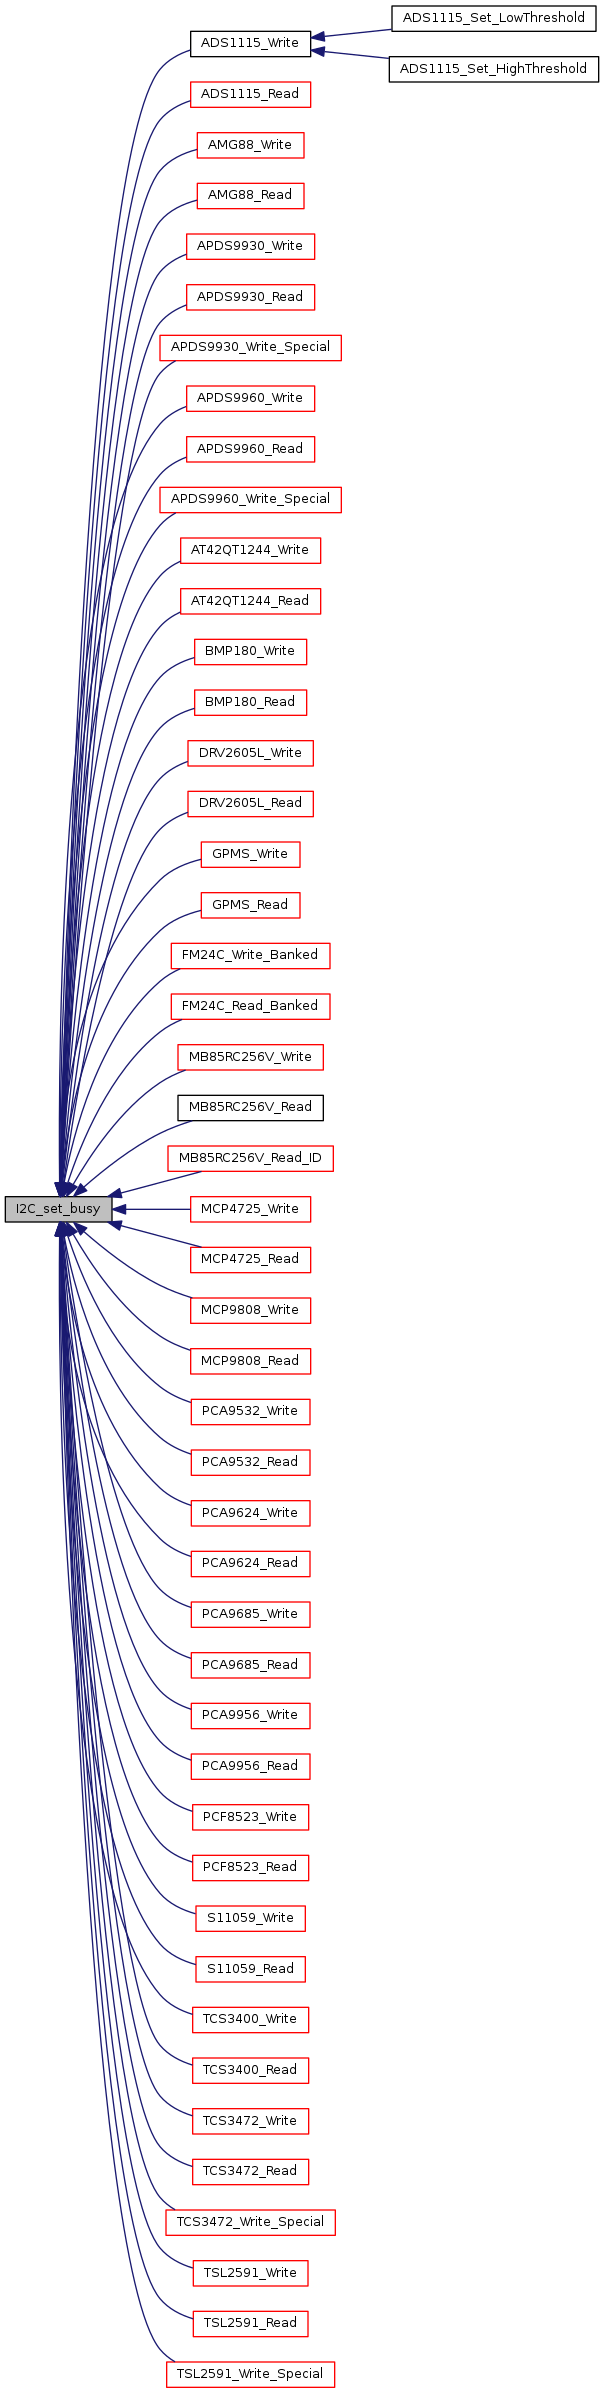 ADS1115_Set_LowThreshold
ADS1115_Write
ADS1115_Set_HighThreshold
ADS1115_Read
AMG88_Write
AMG88_Read
APDS9930_Write
APDS9930_Read
APDS9930_Write_Special
APDS9960_Write
APDS9960_Read
APDS9960_Write_Special
AT42QT1244_Write
AT42QT1244_Read
BMP180_Write
BMP180_Read
DRV2605L_Write
DRV2605L_Read
GPMS_Write
GPMS_Read
FM24C_Write_Banked
FM24C_Read_Banked
MB85RC256V_Write
MB85RC256V_Read
MB85RC256V_Read_ID
I2C_set_busy
MCP4725_Write
MCP4725_Read
MCP9808_Write
MCP9808_Read
PCA9532_Write
PCA9532_Read
PCA9624_Write
PCA9624_Read
PCA9685_Write
PCA9685_Read
PCA9956_Write
PCA9956_Read
PCF8523_Write
PCF8523_Read
S11059_Write
S11059_Read
TCS3400_Write
TCS3400_Read
TCS3472_Write
TCS3472_Read
TCS3472_Write_Special
TSL2591_Write
TSL2591_Read
TSL2591_Write_Special